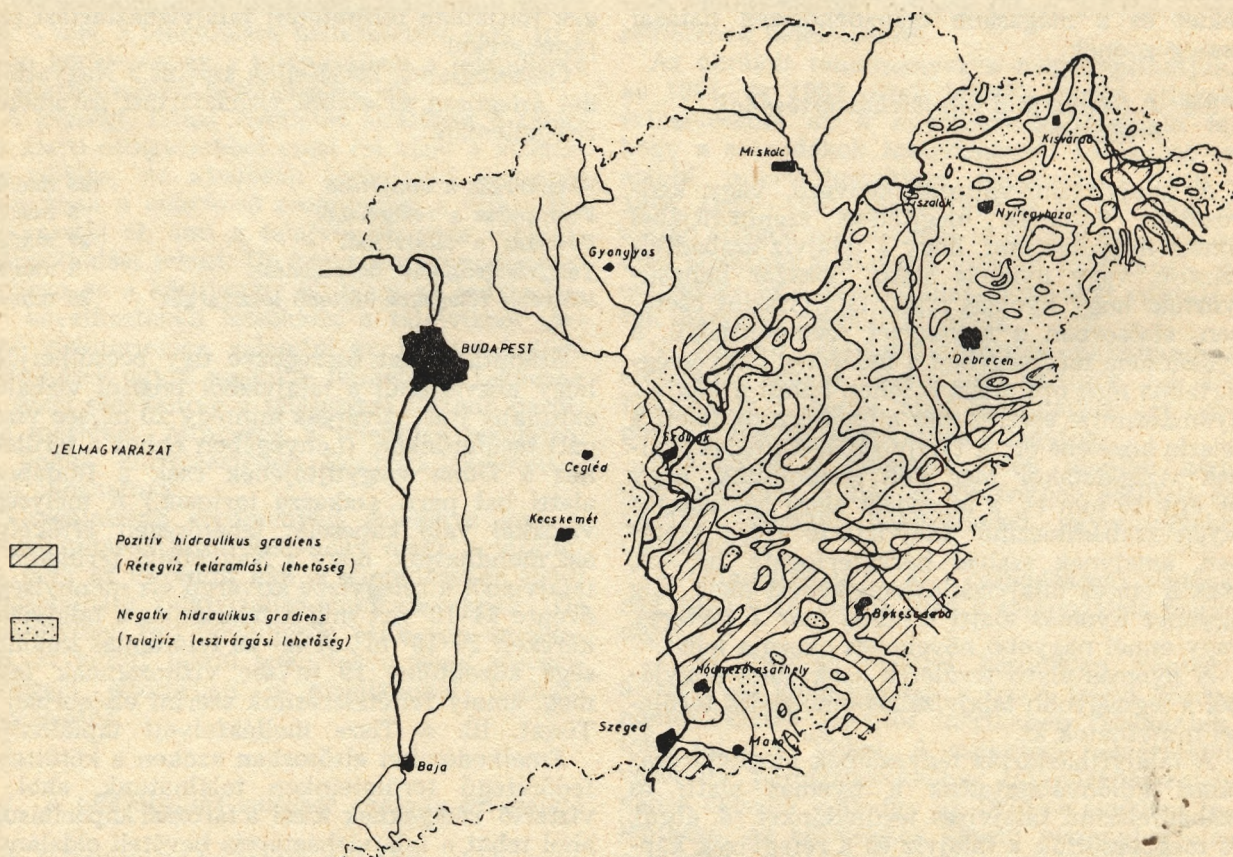 Kisvárda
Miskolc
Tiszalök
Nyíregyháza
Gyöngyös
BUDAPEST
Debrecen
JELMAGYARÁZAT
Szolnok
Cegléd
Kecskemét
Pozitív hidraulikus gradiens
(Rétegvíz feláramlási lehetőség)
Békéscsaba
Negatív hidraulikus gradiens
(Talajvíz leszivárgási lehetőség)
Hódmezővásárhely
Szeged
Makó
Baja